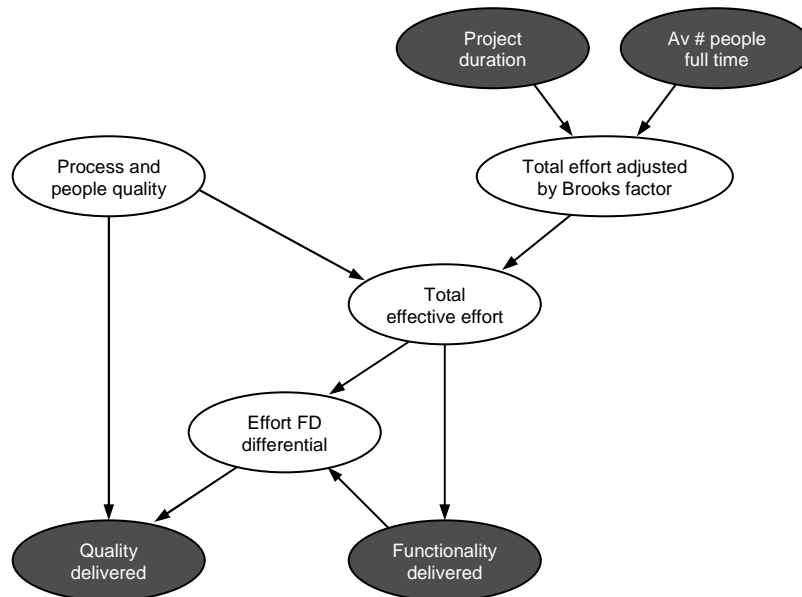 Project
duration
Av # people
full time
Process and
people quality
Total effort adjusted
by Brooks factor
Total
effective effort
Effort FD
differential
Quality
delivered
Functionality
delivered